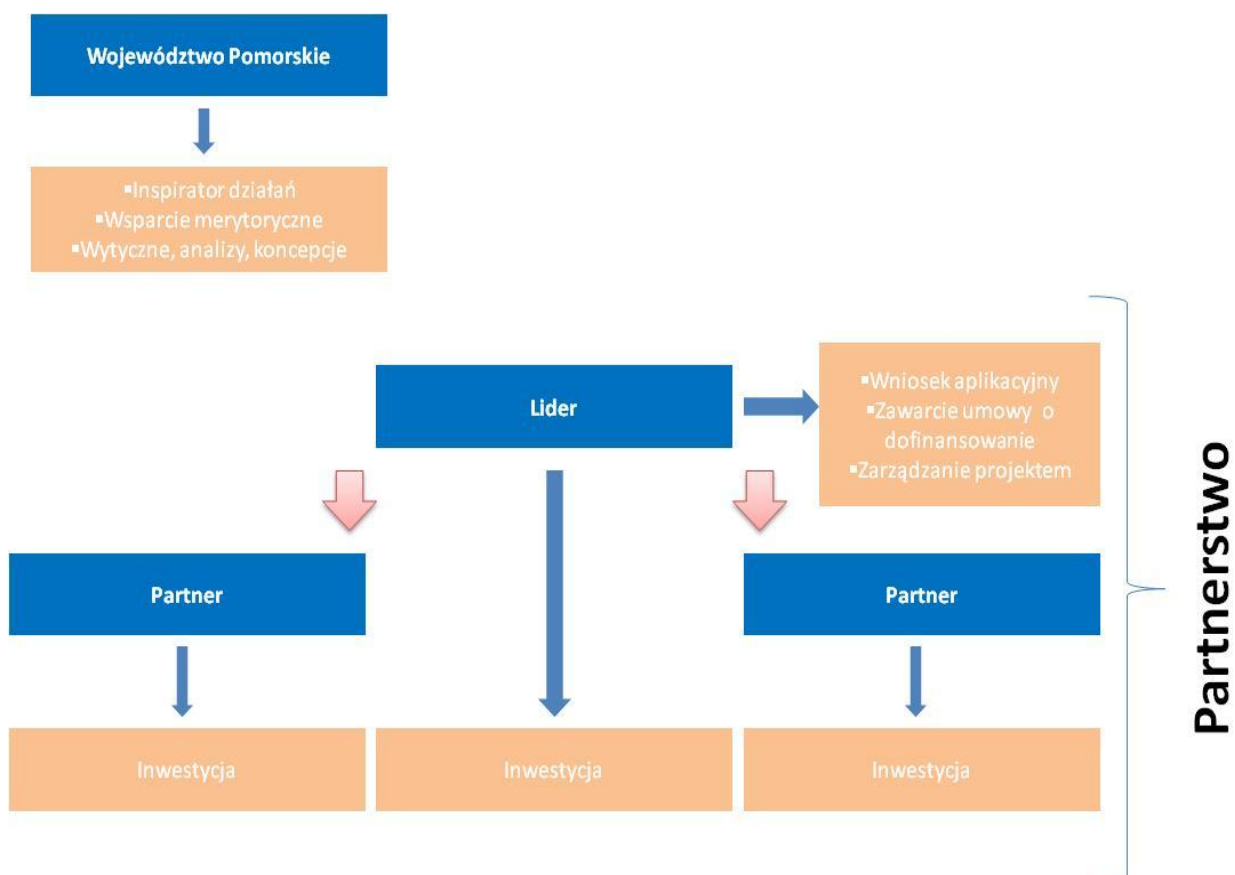 Województwo Pomorskie
▪Inspirator działań
▪Wsparcie merytoryczne
▪Wytyczne, analizy, koncepcje
Lider
▪Wniosek aplikacyjny
▪Zawarcie umowy o
dofinansowanie
▪Zarządzanie projektem
Partner
Partner
Inwestycja
Inwestycja
Inwestycja
Partnerstwo